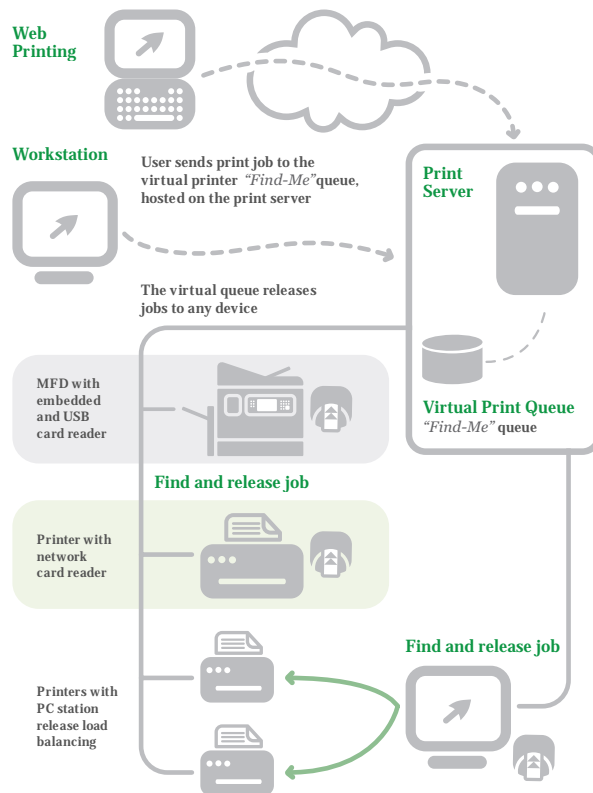 Web
Printing
Workstation
User sends print job to the
virtual printer "Find-Me" queue,
hosted on the print server
Print
Server
The virtual queue releases
jobs to any device
MFD with
embedded
and USB
card reader
Virtual Print Queue
"Find-Me" queue
Find and release job
Printer with
network
card reader
Find and release job
Printers with
PC station
release load
balancing